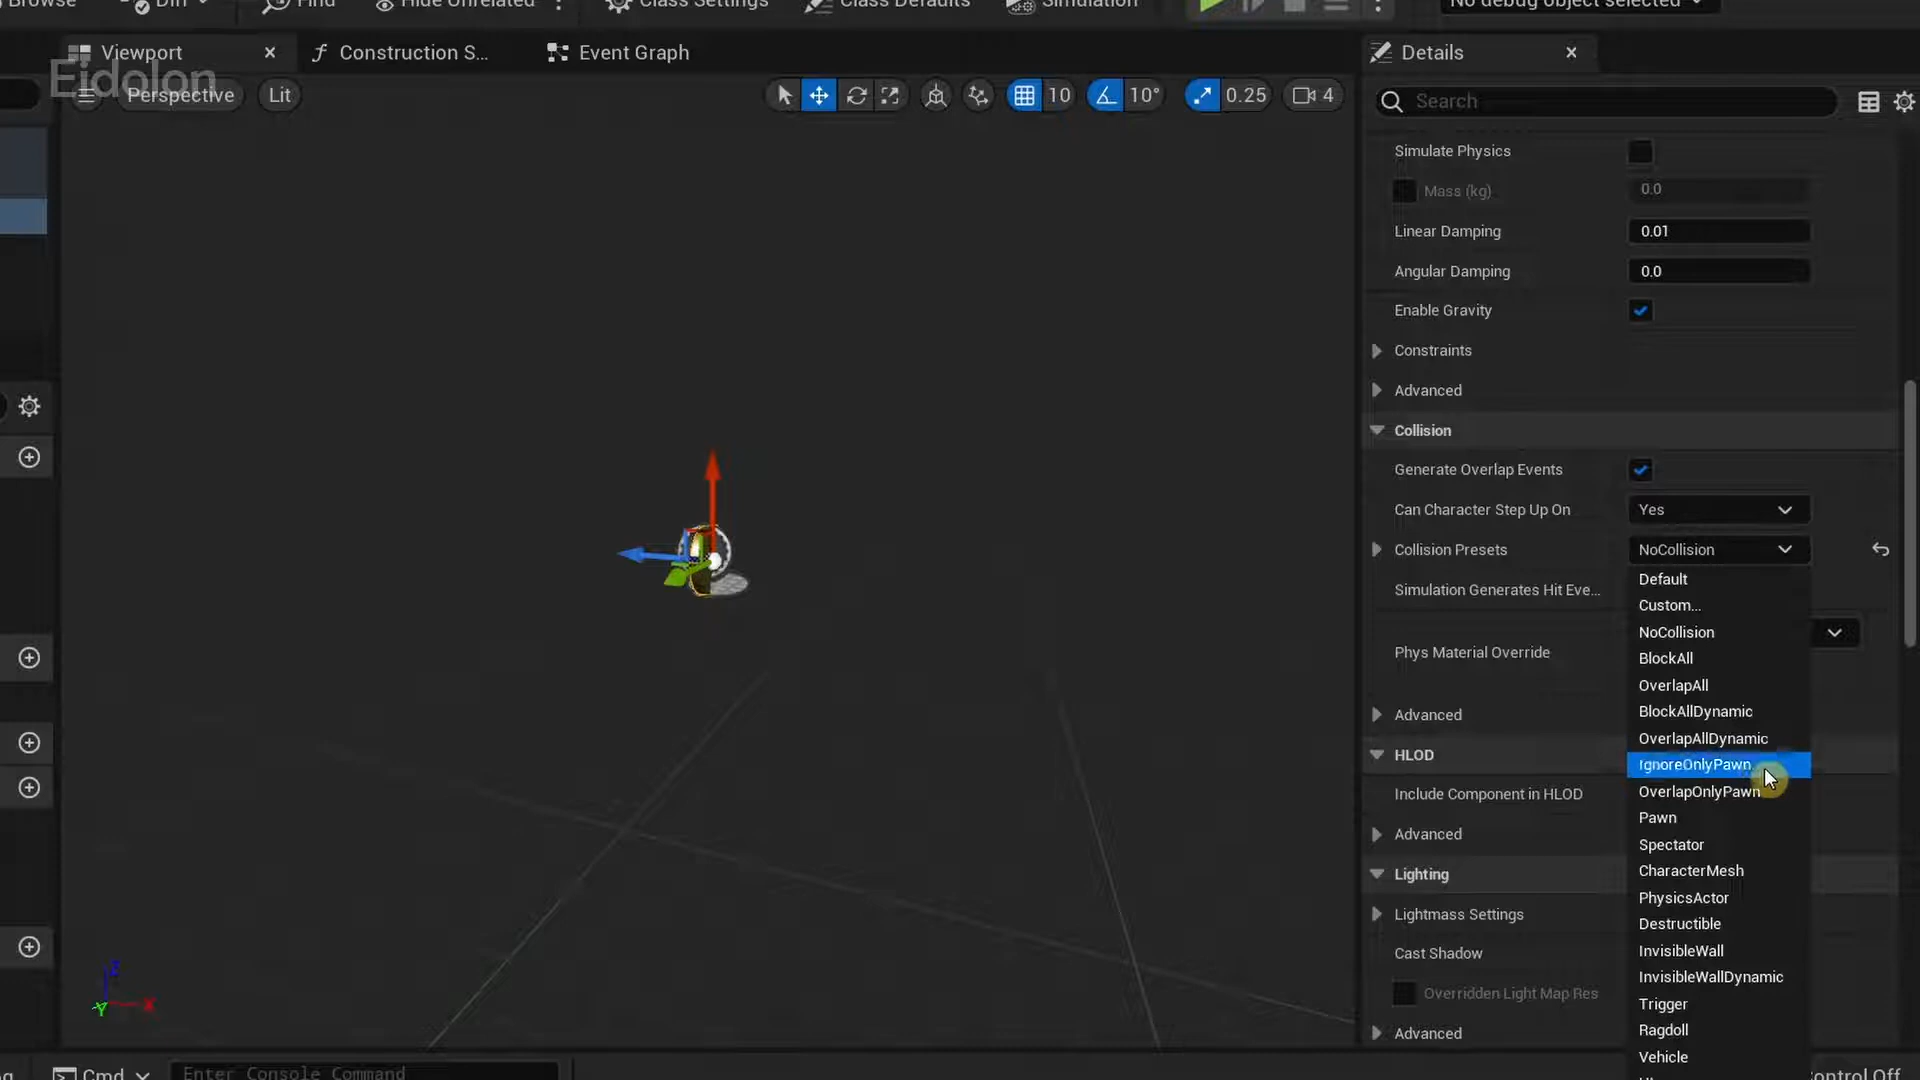 Browse
Diff
Find
Hide Unrelated
Class Settings
Class Defaults
Simulation
No debug object selected
Viewport
Construction S...
Event Graph
Details
Eidolon
Perspective
Lit
10
10°
0.25
4
Search
Simulate Physics
Mass (kg)
0.0
Linear Damping
0.01
Angular Damping
0.0
Enable Gravity
Constraints
Advanced
Collision
Generate Overlap Events
Can Character Step Up On
Yes
Collision Presets
NoCollision
Simulation Generates Hit Eve...
Phys Material Override
Advanced
HLOD
Include Component in HLOD
Advanced
Lighting
Lightmass Settings
Cast Shadow
Overridden Light Map Res
Advanced
Default
Custom...
NoCollision
BlockAll
OverlapAll
BlockAllDynamic
OverlapAllDynamic
IgnoreOnlyPawn
OverlapOnlyPawn
Pawn
Spectator
CharacterMesh
PhysicsActor
Destructible
InvisibleWall
InvisibleWallDynamic
Trigger
Ragdoll
Vehicle
Z
Y
X
Cmd
Enter Console Command
ontrol Off